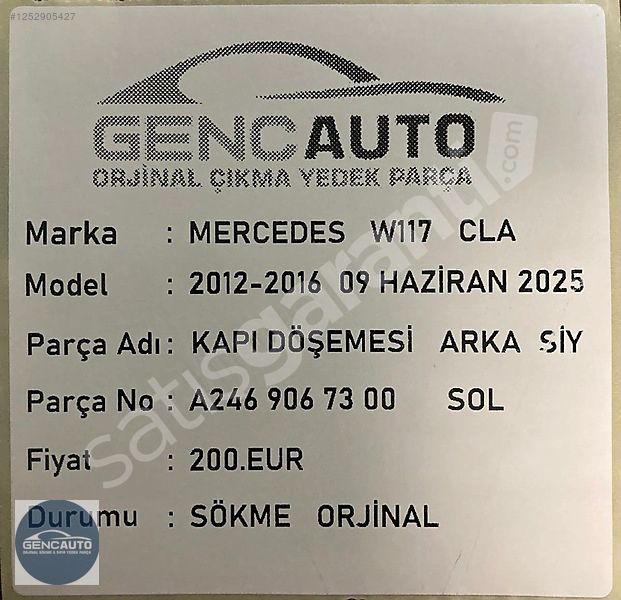 #1252905427
GENCAUTO
ORJİNAL ÇIKMA YEDEK PARÇA
Marka : MERCEDES W117 CLA
Model : 2012-2016 09 HAZİRAN 2025
Parça Adı : KAPI DÖŞEMESİ ARKA SİY
Parça No : A246 906 73 00 SOL
Fiyat : 200.EUR
Durumu : SÖKME ORJİNAL
satışgaranti.com
GENCAUTO